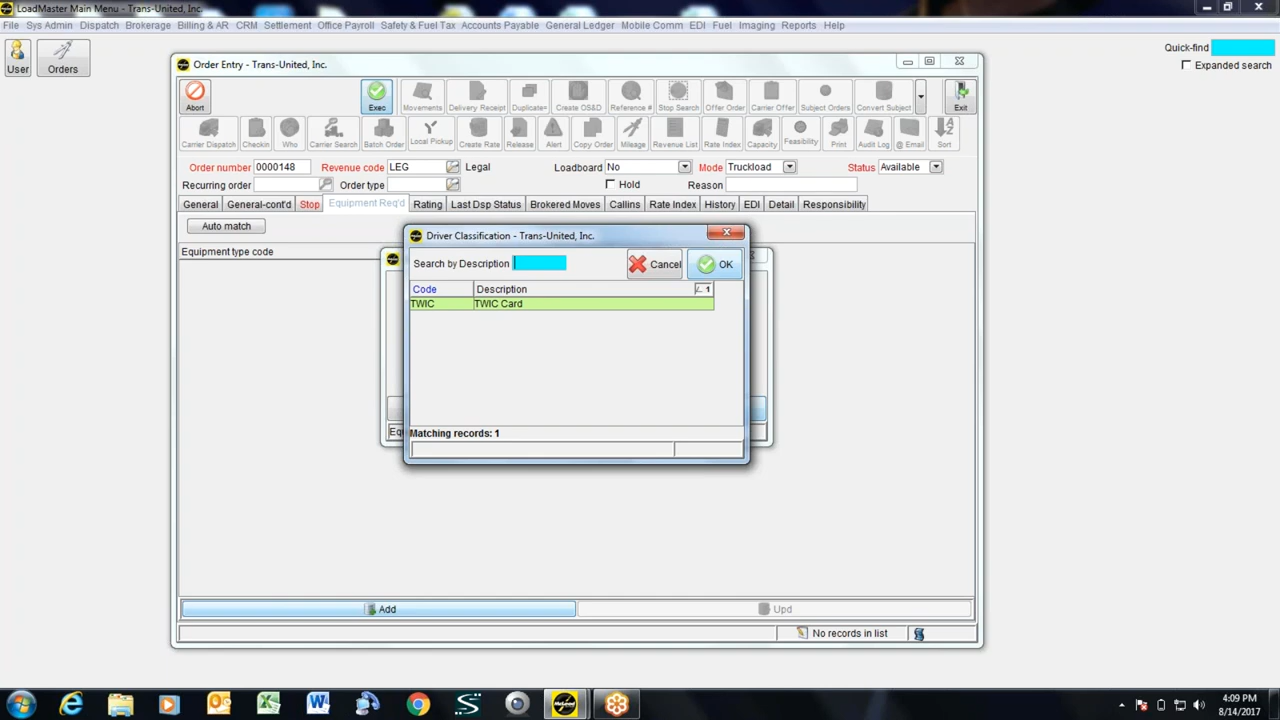 LoadMaster Main Menu - Trans-United, Inc.
File Sys Admin Dispatch Brokerage Billing & AR CRM Settlement Office Payroll Safety & Fuel Tax Accounts Payable General Ledger Mobile Comm EDI Fuel Imaging Reports Help
User Orders
Quick-find
Expanded search
Order Entry - Trans-United, Inc.
Abort Exec Movements Delivery Receipt Duplicate= Create OS&D Reference # Stop Search Offer Order Carrier Offer Subject Orders Convert Subject Exit
Carrier Dispatch Checkin Who Carrier Search Batch Order Local Pickup Create Rate Release Alert Copy Order Mileage Revenue List Rate Index Capacity Feasibility Print Audit Log @ Email Sort
Order number 0000148 Revenue code LEG Legal Loadboard No Mode Truckload Status Available
Recurring order Order type Hold Reason
General General-cont'd Stop Equipment Req'd Rating Last Dsp Status Brokered Moves Callins Rate Index History EDI Detail Responsibility
Auto match
Equipment type code
Driver Classification - Trans-United, Inc.
Search by Description Cancel OK
Code Description 1
TWIC TWIC Card
Matching records: 1
Add Upd
No records in list
4:09 PM
8/14/2017